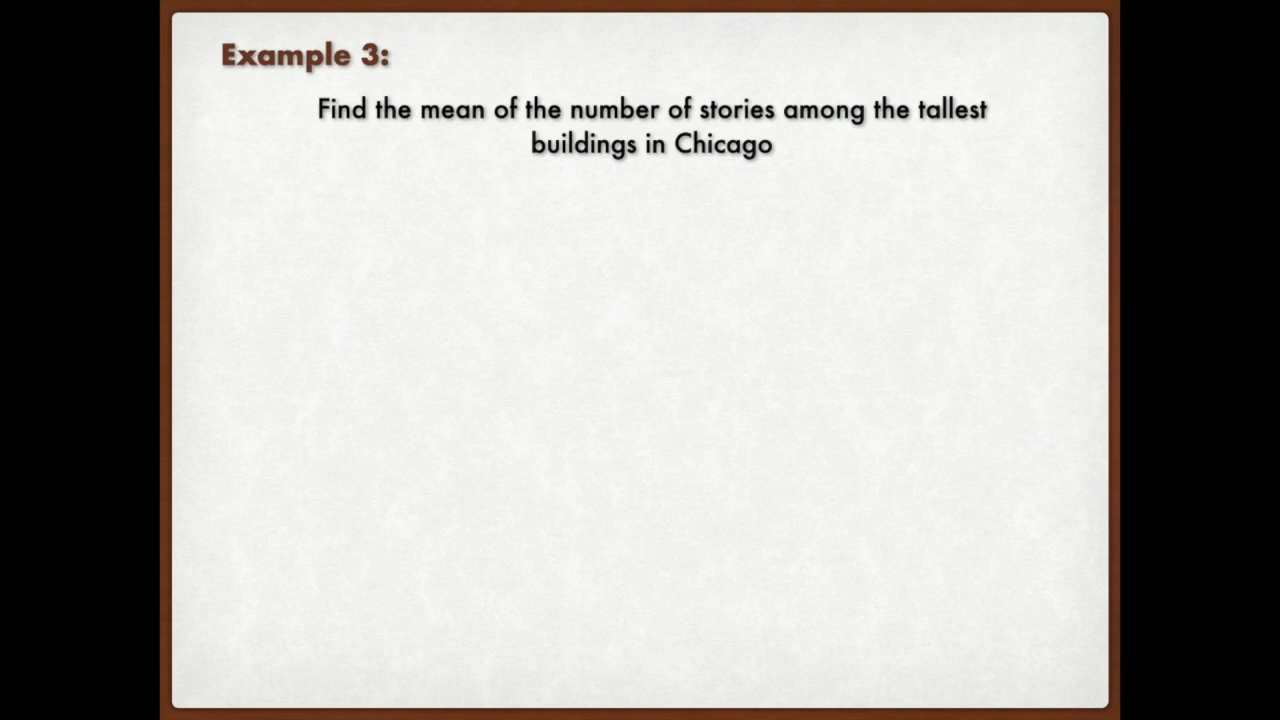 Example 3:
Find the mean of the number of stories among the tallest
buildings in Chicago